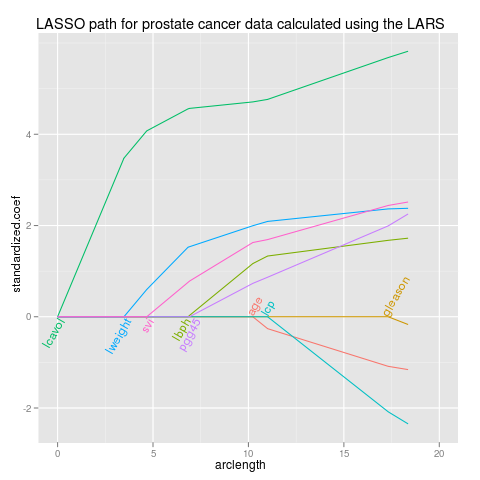 LASSO path for prostate cancer data calculated using the LARS
standardized.coef
4
2
0
-2
lcavol
lweight
svi
lbph
pgg45
age
lcp
gleason
0
5
10
15
20
arclength